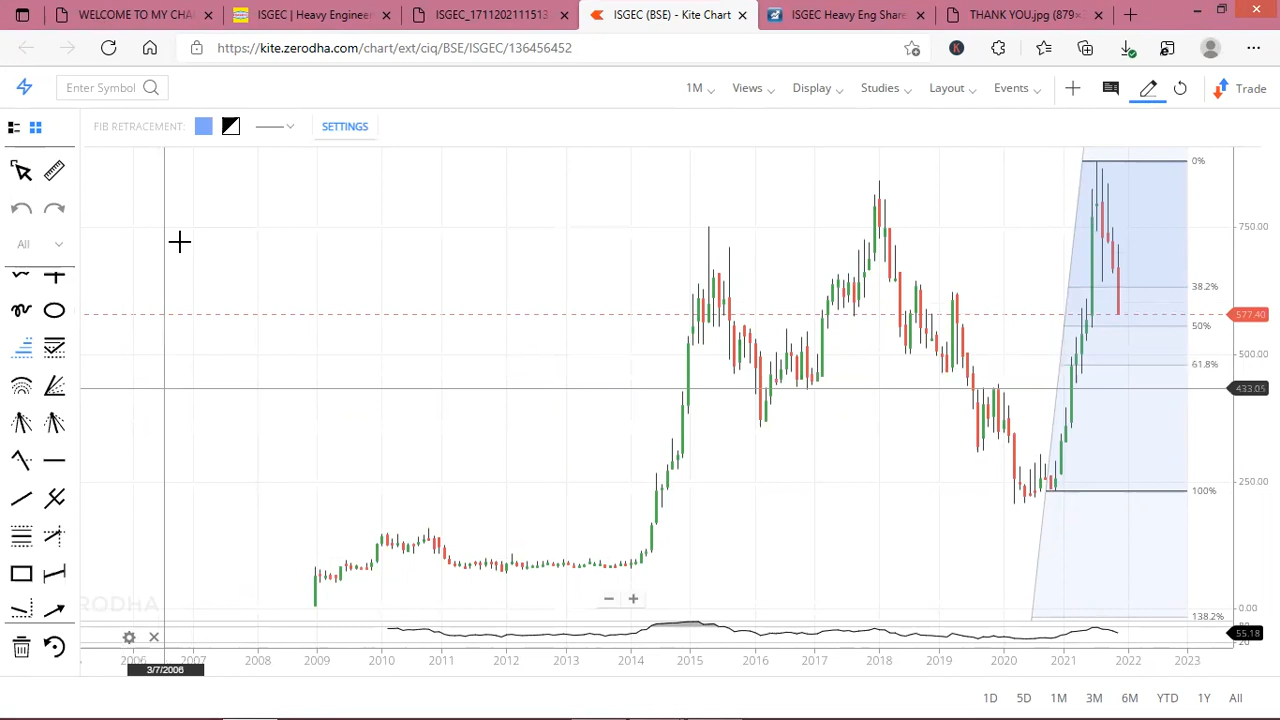 WELCOME TO MY CHA
ISGEC | Heavy Engineer
ISGEC_1711202111513
ISGEC (BSE) - Kite Chart
ISGEC Heavy Eng Share
THANK YOU.jpg (879×
https://kite.zerodha.com/chart/ext/ciq/BSE/ISGEC/136456452
Enter Symbol
1M
Views
Display
Studies
Layout
Events
Trade
FIB RETRACEMENT:
SETTINGS
All
0%
750.00
38.2%
577.40
50%
500.00
61.8%
433.05
250.00
100%
ERODHA
0.00
138.2%
55.18
20
2006 2007 2008 2009 2010 2011 2012 2013 2014 2015 2016 2017 2018 2019 2020 2021 2022 2023
3/7/2006
1D 5D 1M 3M 6M YTD 1Y All